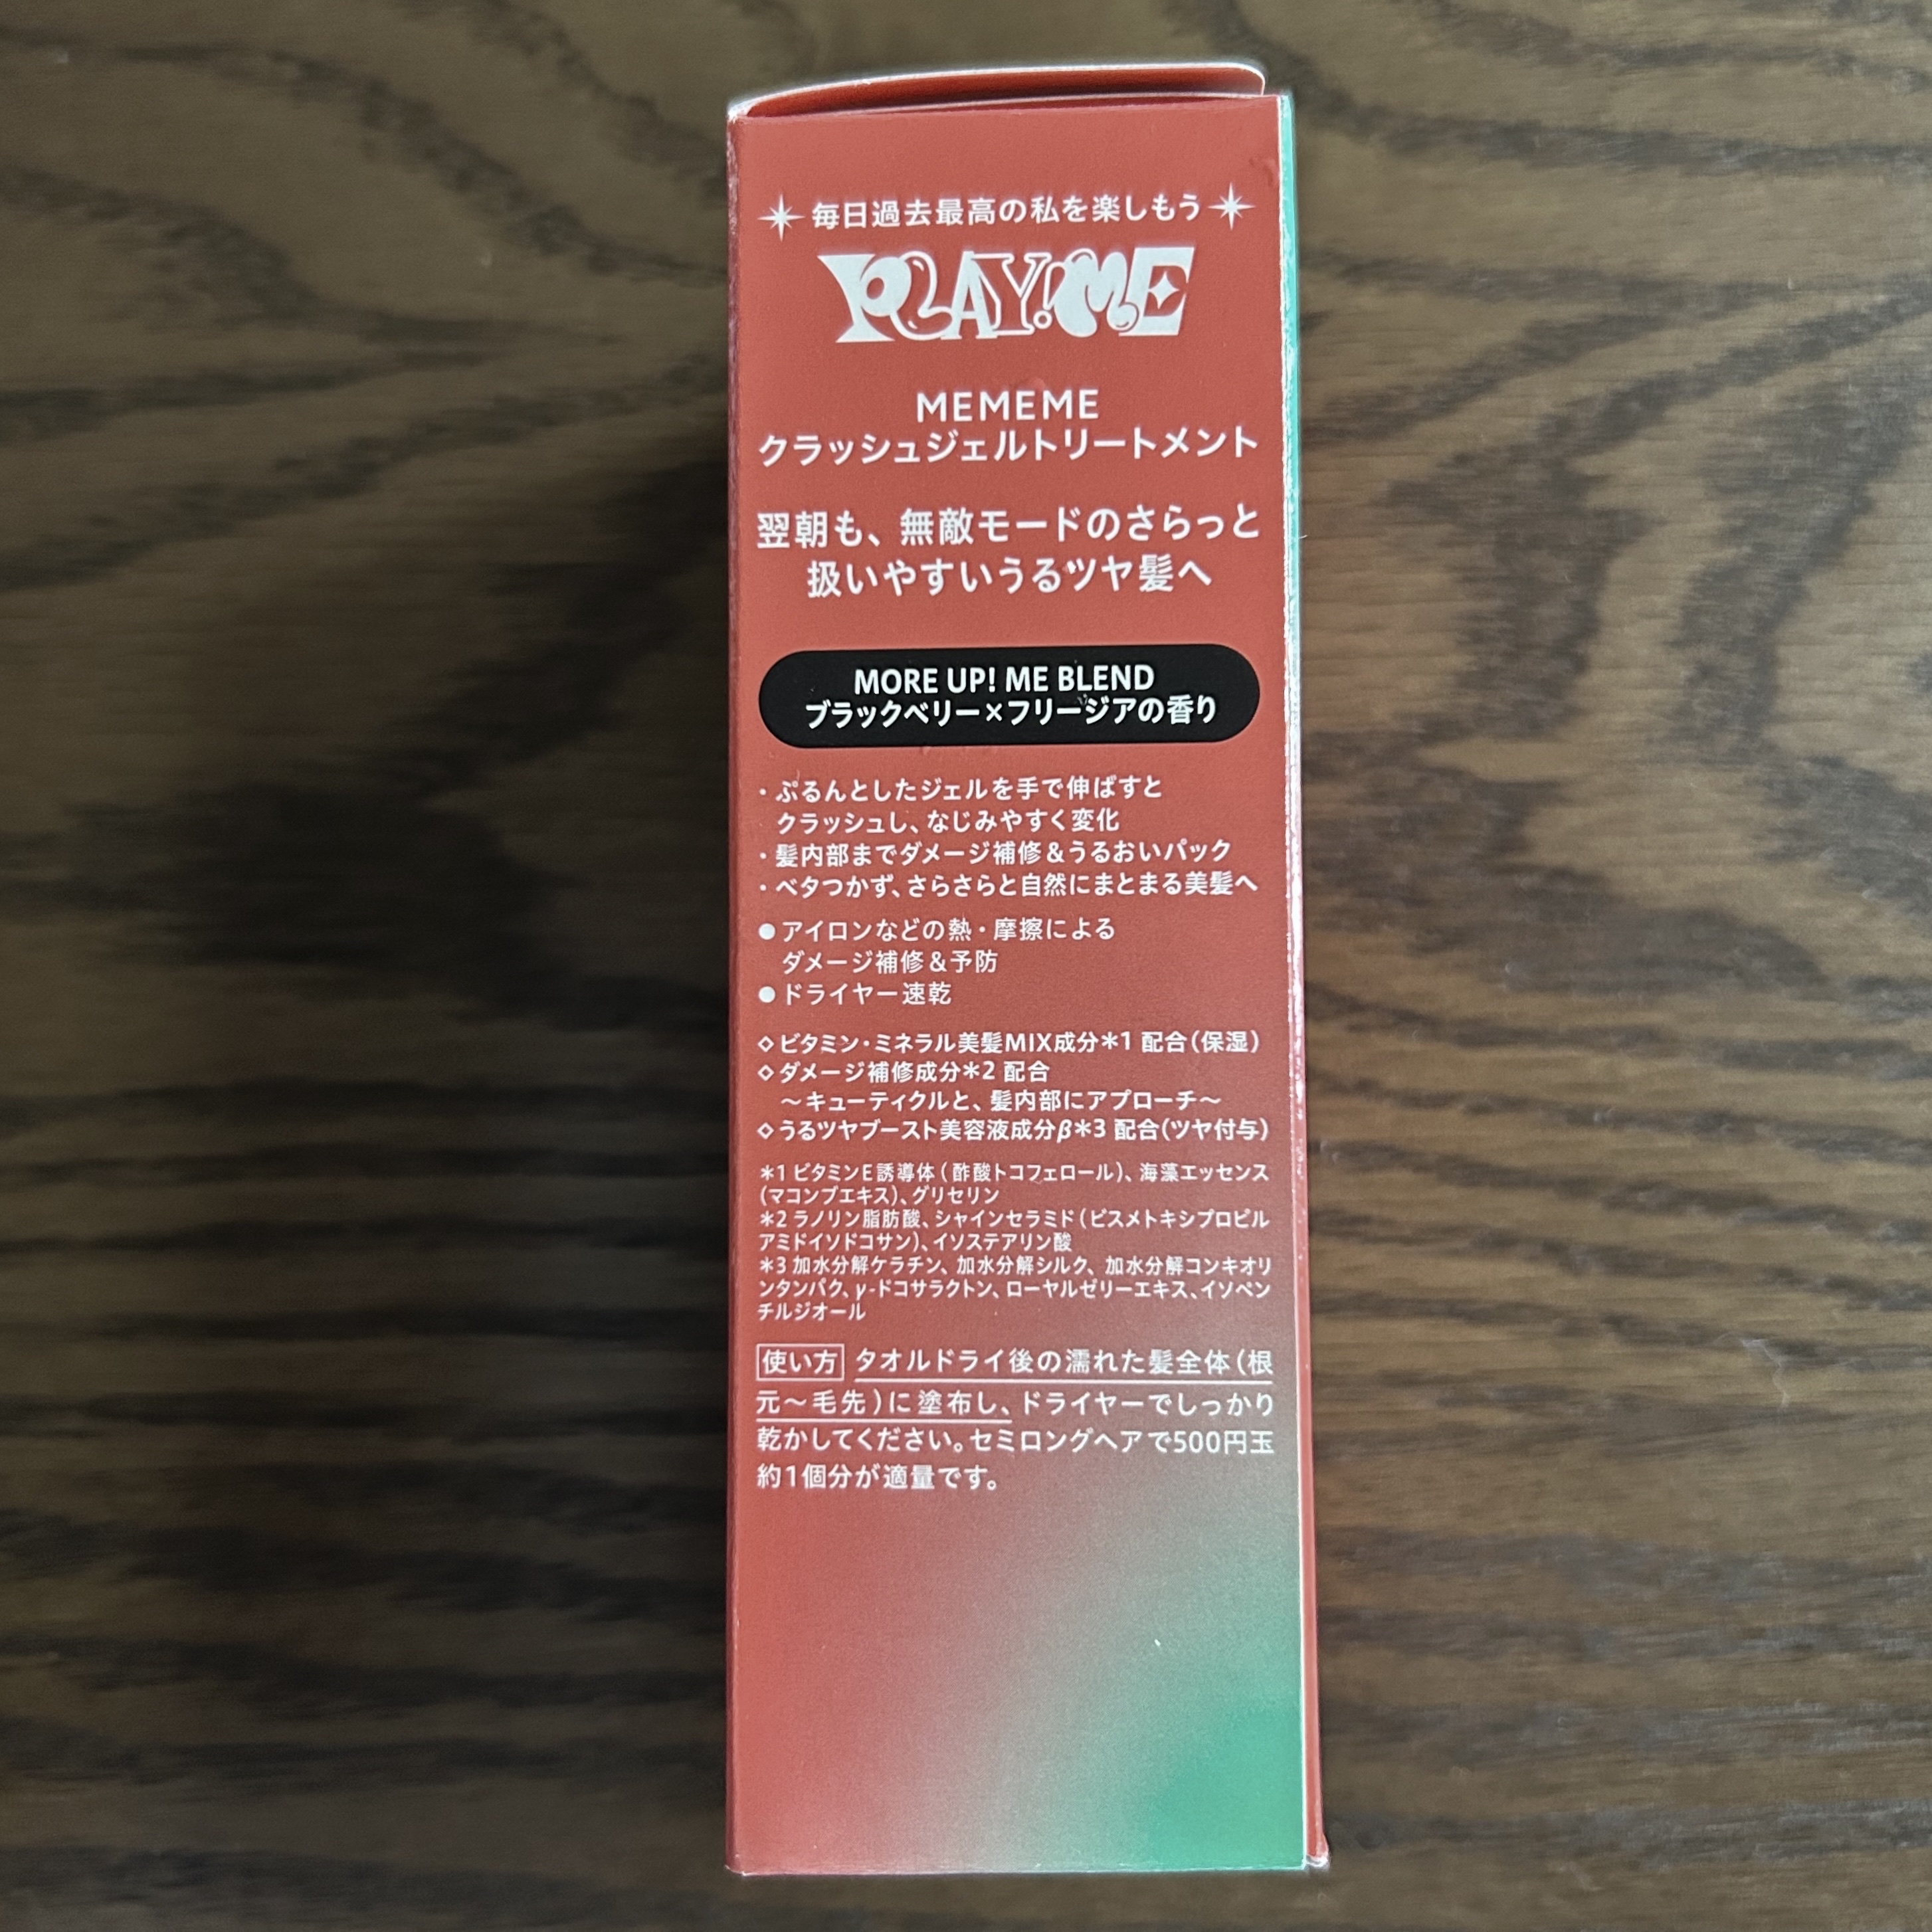 毎日過去最高の私を楽しもう
PLAY!ME
MEMEME
クラッシュジェルトリートメント
翌朝も、無敵モードのさらっと
扱いやすいうるツヤ髪へ
MORE UP! ME BLEND
ブラックベリー×フリージアの香り
・ぷるんとしたジェルを手で伸ばすと
クラッシュし、なじみやすく変化
・髪内部までダメージ補修＆うるおいパック
・ベタつかず、さらさらと自然にまとまる美髪へ
●アイロンなどの熱・摩擦による
ダメージ補修＆予防
●ドライヤー速乾
◇ビタミン・ミネラル美髪MIX成分＊1 配合（保湿）
◇ダメージ補修成分＊2 配合
～キューティクルと、髪内部にアプローチ～
◇うるツヤブースト美容液成分β＊3 配合(ツヤ付与)
＊1 ビタミンE誘導体（酢酸トコフェロール）、海藻エッセンス
（マコンブエキス）、グリセリン
＊2 ラノリン脂肪酸、シャインセラミド（ビスメトキシプロピル
アミドイソドコサン）、イソステアリン酸
＊3 加水分解ケラチン、加水分解シルク、加水分解コンキオリ
ンタンパク、γ-ドコサラクトン、ローヤルゼリーエキス、イソペン
チルジオール
使い方 タオルドライ後の濡れた髪全体（根
元～毛先）に塗布し、ドライヤーでしっかり
乾かしてください。セミロングヘアで500円玉
約1個分が適量です。